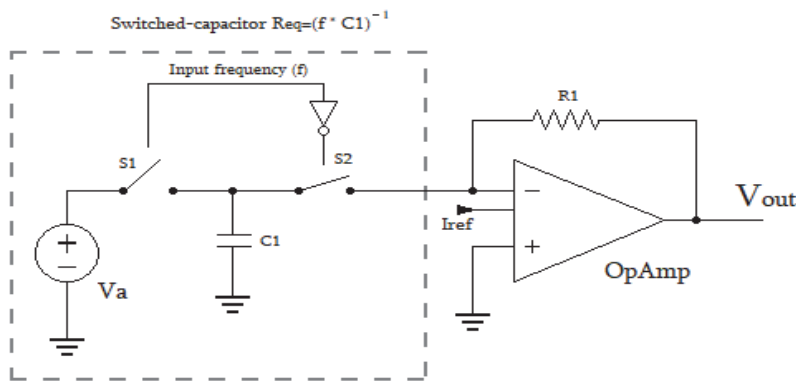 Switched-capacitor Req=(f * C1)⁻¹
Input frequency (f)
S1
S2
R1
C1
Va
+
−
−
Iref
+
OpAmp
Vout